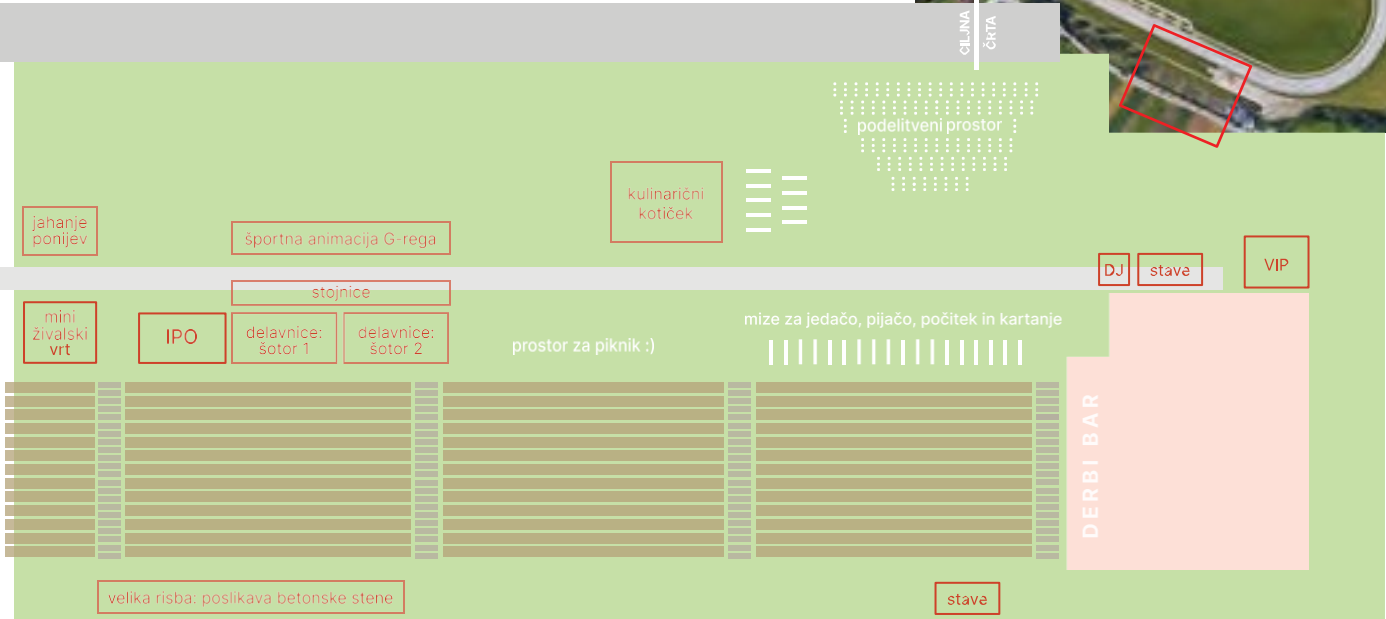 CILJNA
ČRTA
podelitveni prostor
kulinarični
kotiček
jahanje
ponijev
športna animacija G-rega
DJ
stave
VIP
stojnice
mini
živalski
vrt
IPO
delavnice:
šotor 1
delavnice:
šotor 2
prostor za piknik :)
mize za jedačo, pijačo, počitek in kartanje
DERBI BAR
velika risba: poslikava betonske stene
stave